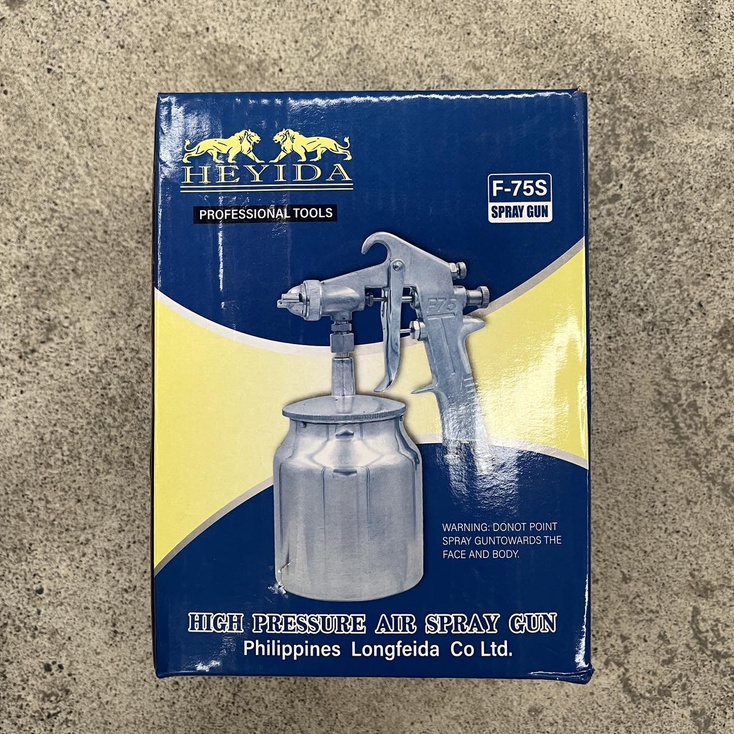 HEYIDA
PROFESSIONAL TOOLS
F-75S
SPRAY GUN
WARNING: DONOT POINT
SPRAY GUNTOWARDS THE
FACE AND BODY.
HIGH PRESSURE AIR SPRAY GUN
Philippines Longfeida Co Ltd.